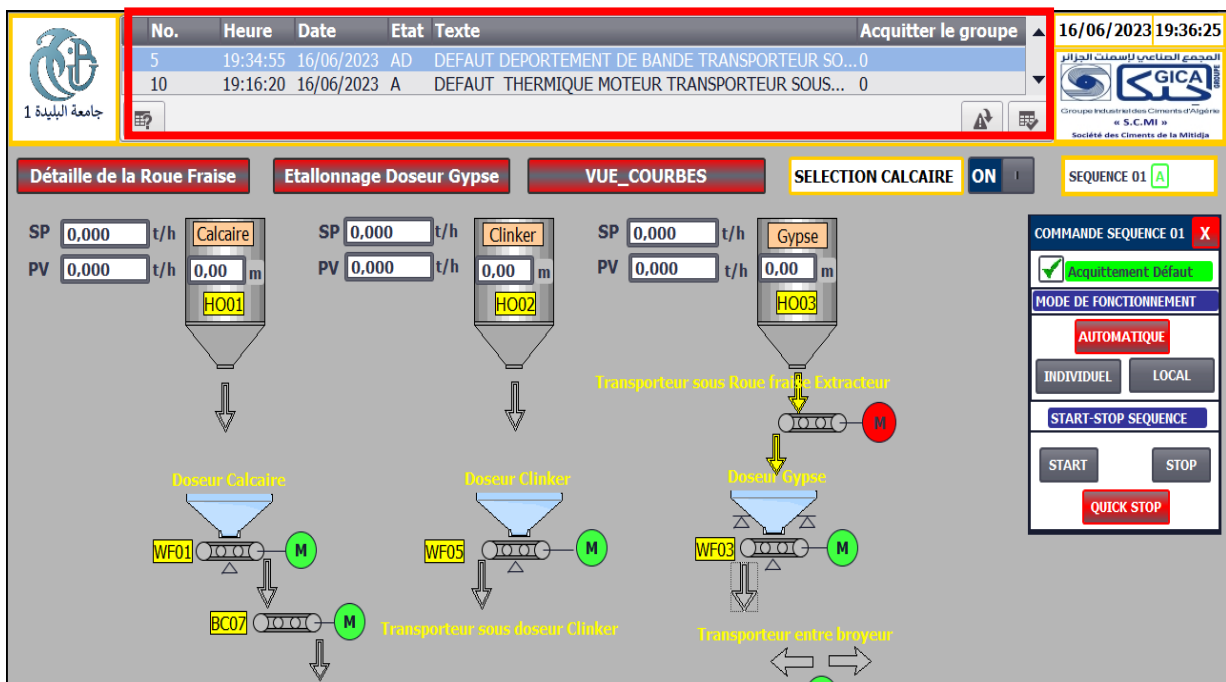 No. Heure Date Etat Texte Acquitter le groupe
5 19:34:55 16/06/2023 AD DEFAUT DEPORTEMENT DE BANDE TRANSPORTEUR SO... 0
10 19:16:20 16/06/2023 A DEFAUT THERMIQUE MOTEUR TRANSPORTEUR SOUS... 0
16/06/2023 19:36:25
جامعة البليدة 1
المجمع الصناعي لإسمنت الجزائر
GICA
GROUPE
Groupe Industriel des Ciments d'Algérie
« S.C.MI »
Société des Ciments de la Mitidja
Détaille de la Roue Fraise
Etallonnage Doseur Gypse
VUE_COURBES
SELECTION CALCAIRE ON
SEQUENCE 01 A
SP 0,000 t/h Calcaire
PV 0,000 t/h 0,00 m
HO01
SP 0,000 t/h Clinker
PV 0,000 t/h 0,00 m
HO02
SP 0,000 t/h Gypse
PV 0,000 t/h 0,00 m
HO03
COMMANDE SEQUENCE 01 X
Acquittement Défaut
MODE DE FONCTIONNEMENT
AUTOMATIQUE
INDIVIDUEL LOCAL
START-STOP SEQUENCE
START STOP
QUICK STOP
Transporteur sous Roue fraise Extracteur
M
Doseur Calcaire
WF01 M
BC07 M
Doseur Clinker
WF05 M
Transporteur sous doseur Clinker
Doseur Gypse
WF03 M
Transporteur entre broyeur